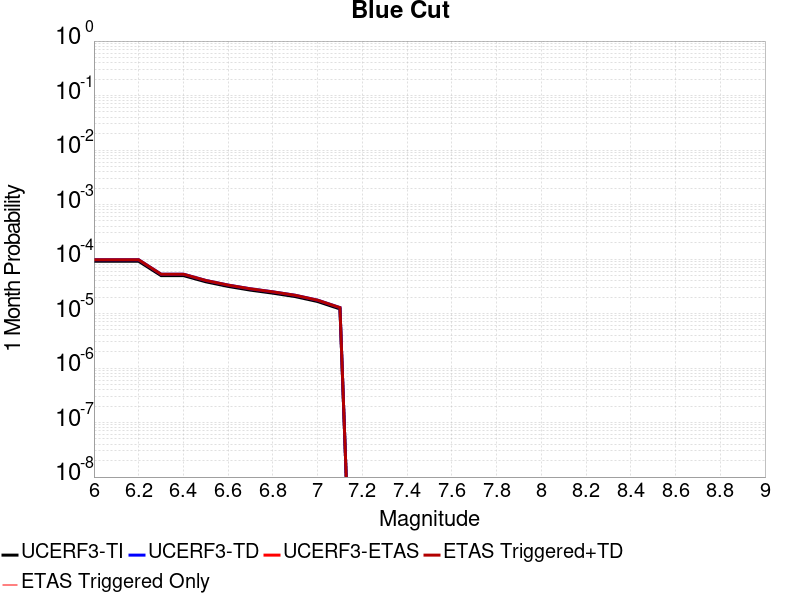 Blue Cut
10^0
10^-1
10^-2
10^-3
10^-4
10^-5
10^-6
10^-7
10^-8
1 Month Probability
6 6.2 6.4 6.6 6.8 7 7.2 7.4 7.6 7.8 8 8.2 8.4 8.6 8.8 9
Magnitude
UCERF3-TI UCERF3-TD UCERF3-ETAS ETAS Triggered+TD
ETAS Triggered Only